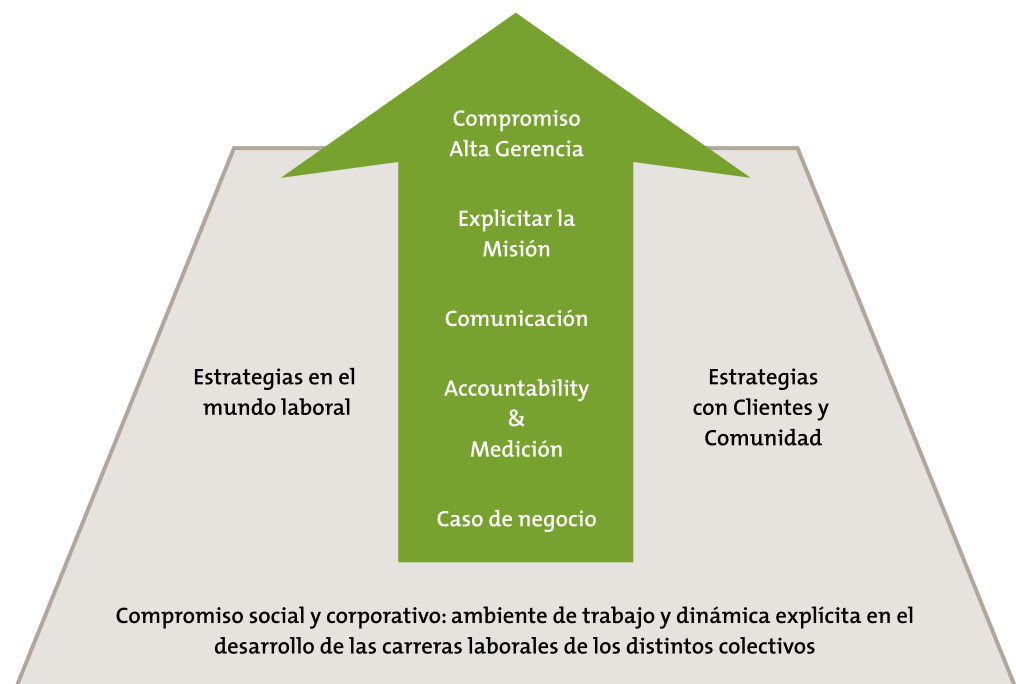 Compromiso
Alta Gerencia
Explicitar la
Misión
Comunicación
Accountability
&
Medición
Caso de negocio
Estrategias en el
mundo laboral
Estrategias
con Clientes y
Comunidad
Compromiso social y corporativo: ambiente de trabajo y dinámica explícita en el
desarrollo de las carreras laborales de los distintos colectivos